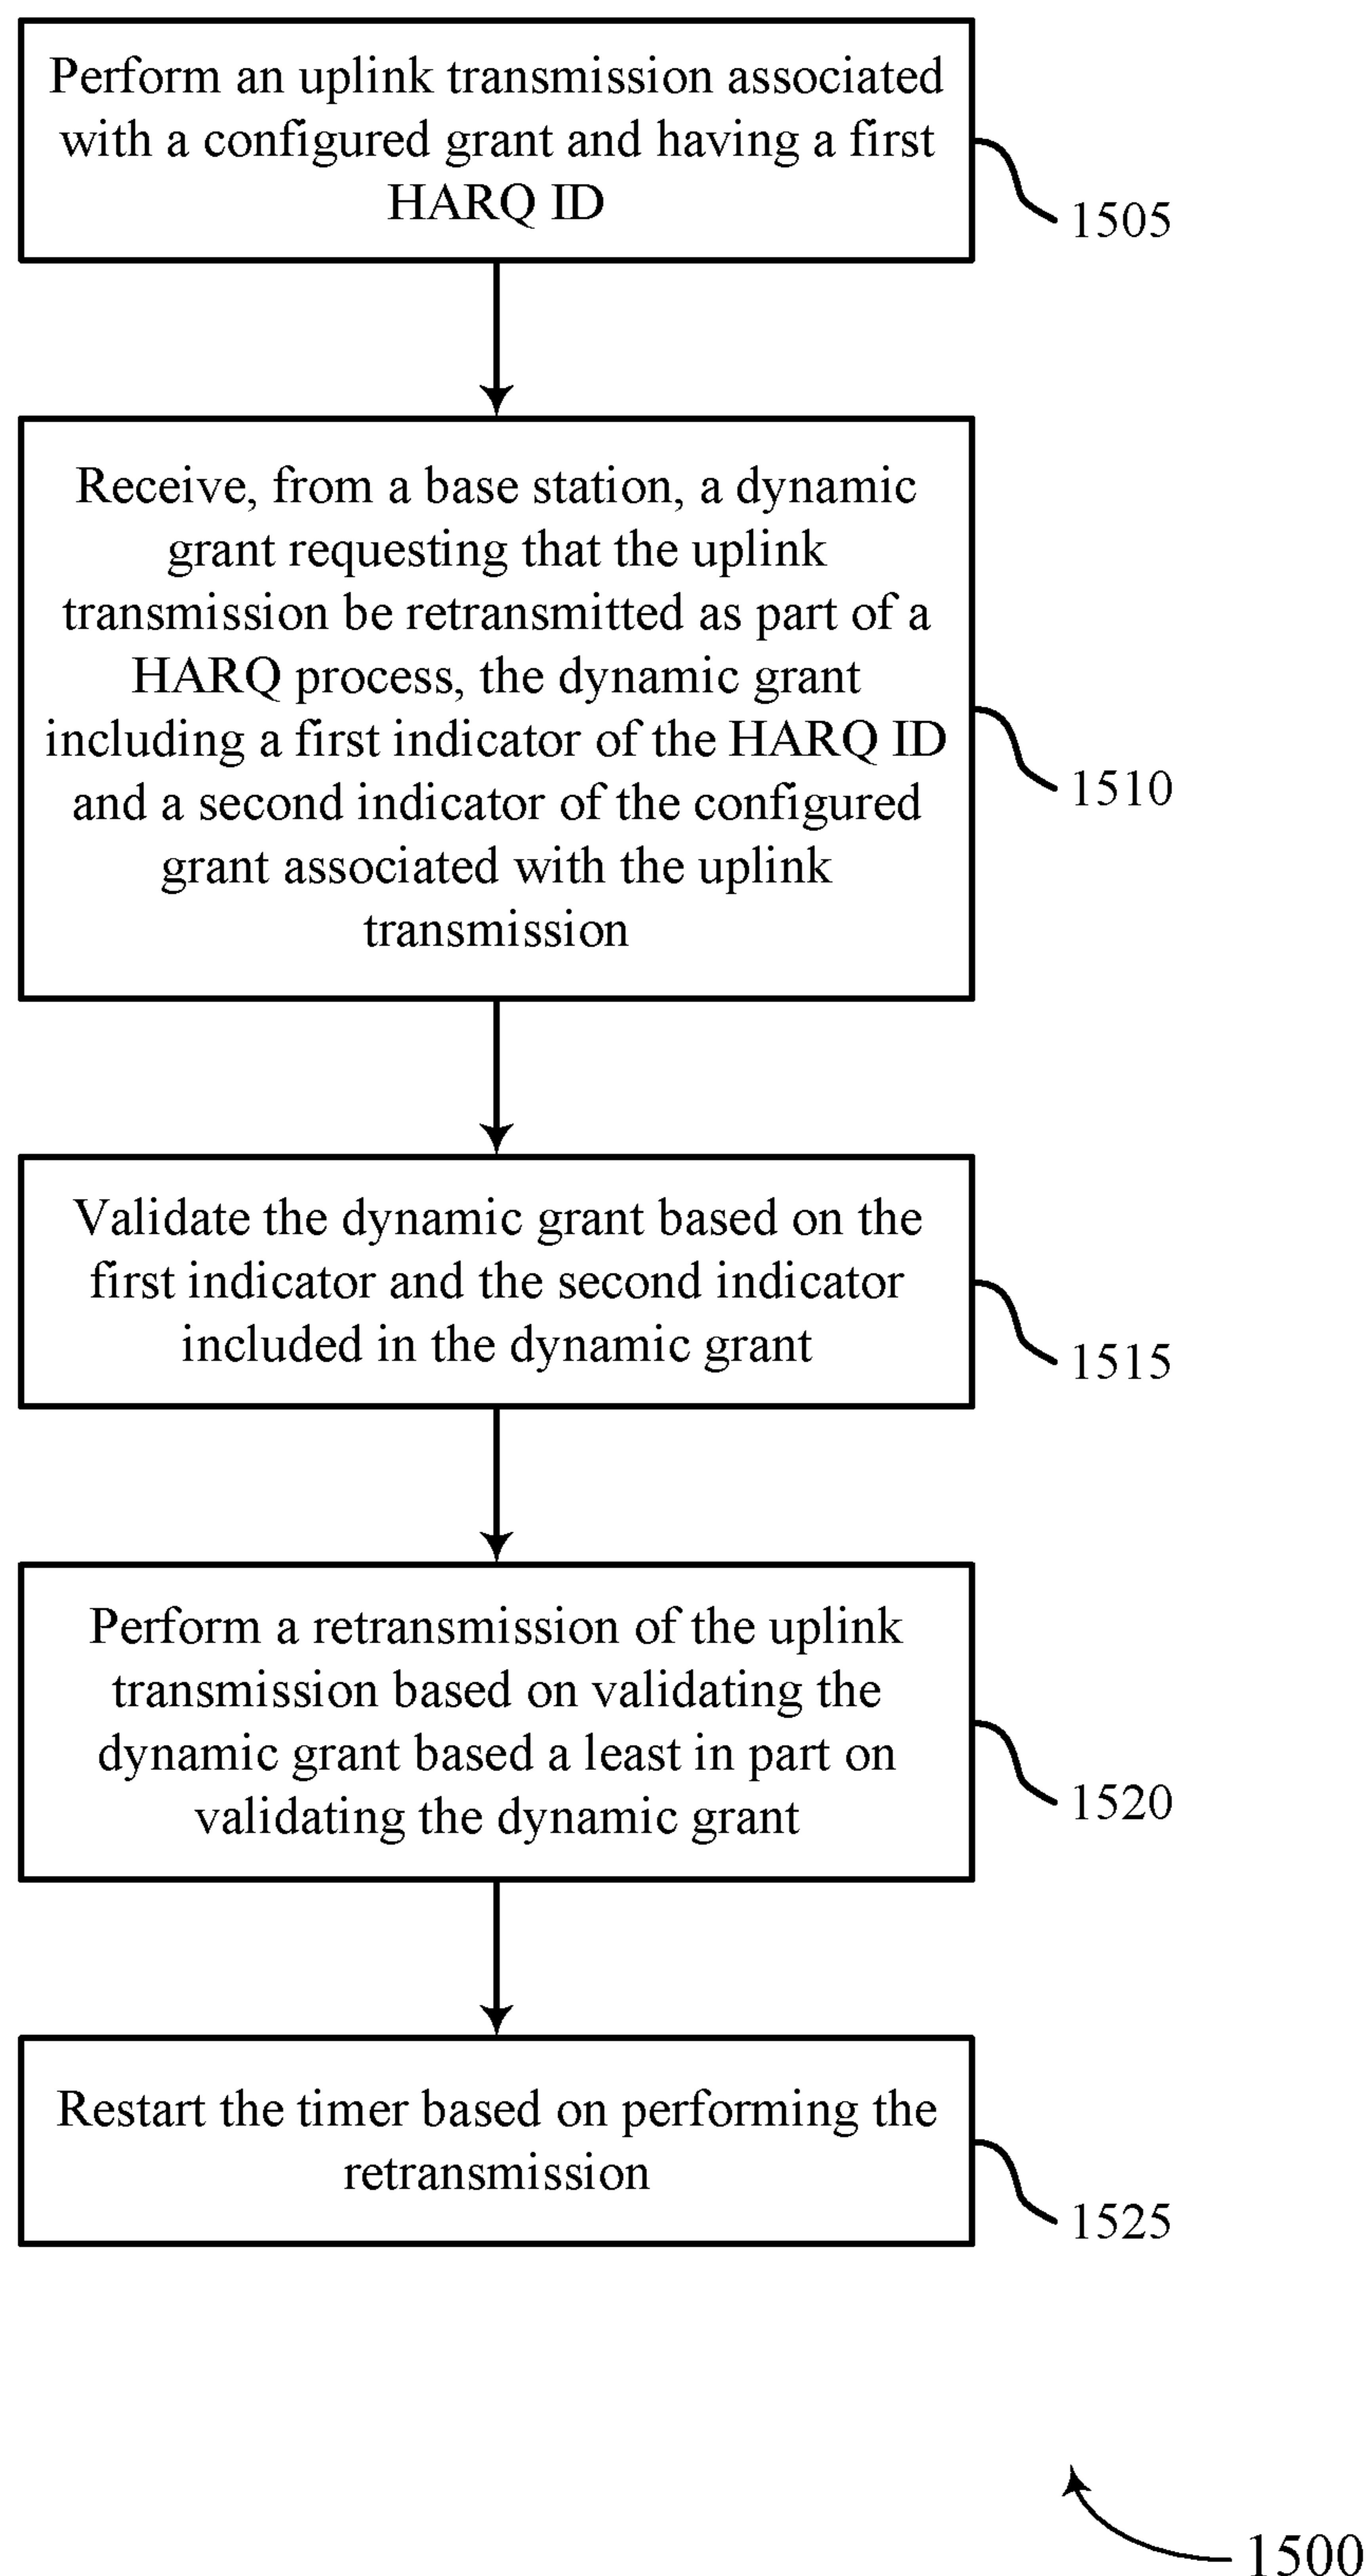 Perform an uplink transmission associated
with a configured grant and having a first
HARQ ID
1505
Receive, from a base station, a dynamic
grant requesting that the uplink
transmission be retransmitted as part of a
HARQ process, the dynamic grant
including a first indicator of the HARQ ID
and a second indicator of the configured
grant associated with the uplink
transmission
1510
Validate the dynamic grant based on the
first indicator and the second indicator
included in the dynamic grant
1515
Perform a retransmission of the uplink
transmission based on validating the
dynamic grant based a least in part on
validating the dynamic grant
1520
Restart the timer based on performing the
retransmission
1525
1500